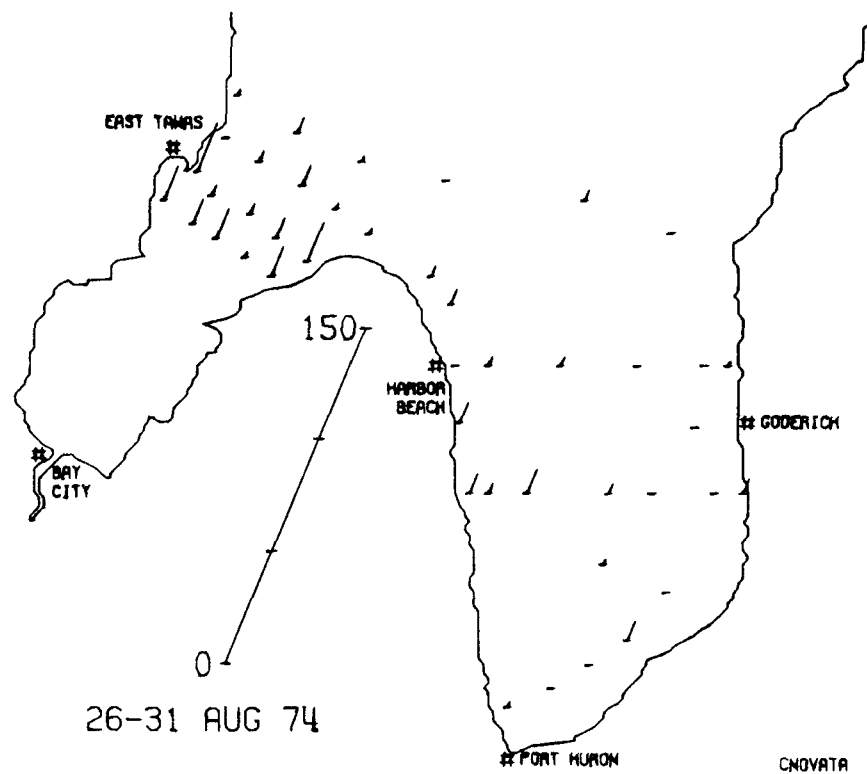 EAST TAWAS
#
150
#
HARBOR
BEACH
# GODERICH
#
BAY
CITY
0
26-31 AUG 74
# PORT HURON
CNOVATA